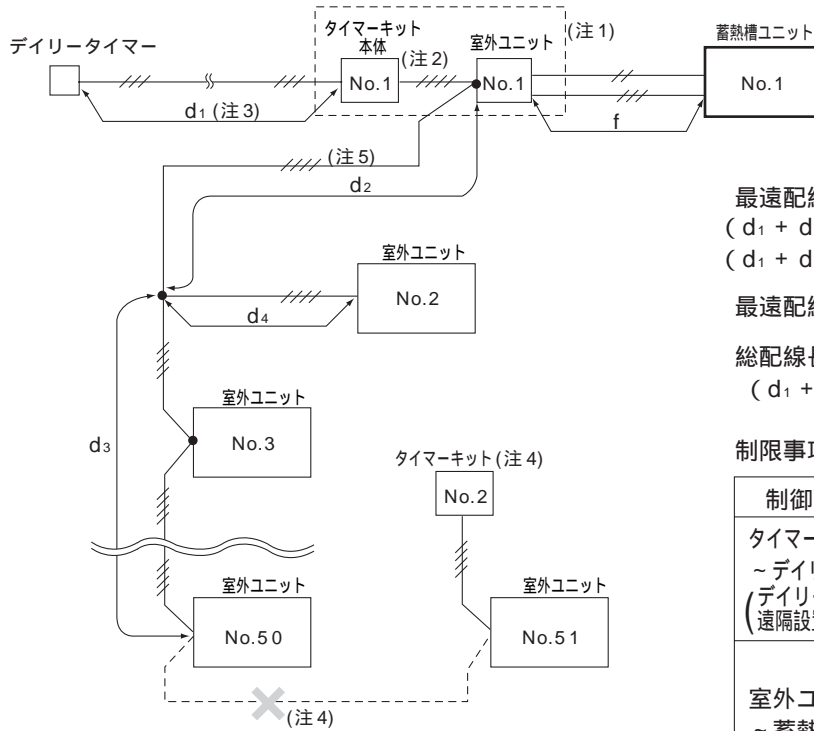 デイリータイマー
タイマーキット
本体
(注2)
室外ユニット
(注1)
蓄熱槽ユニット
No.1
No.1
No.1
d1(注3)
f
(注5)
d2
室外ユニット
No.2
d4
室外ユニット
No.3
d3
タイマーキット(注4)
No.2
室外ユニット
No.50
室外ユニット
No.51
(注4)
最遠配
(d1 + d
(d1 + d
最遠配
総配線
(d1 +
制限事
制御
タイマー
~デイリ
(デイリ
遠隔設
室外ユ
~蓄熱